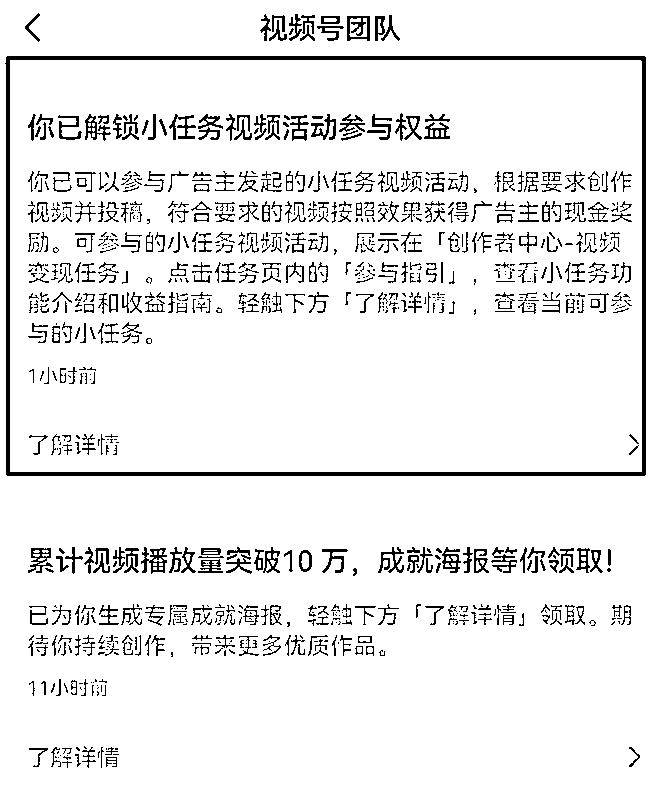 视频号团队
你已解锁小任务视频活动参与权益
你已可以参与广告主发起的小任务视频活动，根据要求创作
视频并投稿，符合要求的视频按照效果获得广告主的现金奖
励。可参与的小任务视频活动，展示在「创作者中心-视频
变现任务」。点击任务页内的「参与指引」，查看小任务功
能介绍和收益指南。轻触下方「了解详情」，查看当前可参
与的小任务。
1小时前
了解详情
累计视频播放量突破10 万，成就海报等你领取!
已为你生成专属成就海报，轻触下方「了解详情」领取。期
待你持续创作，带来更多优质作品。
11小时前
了解详情